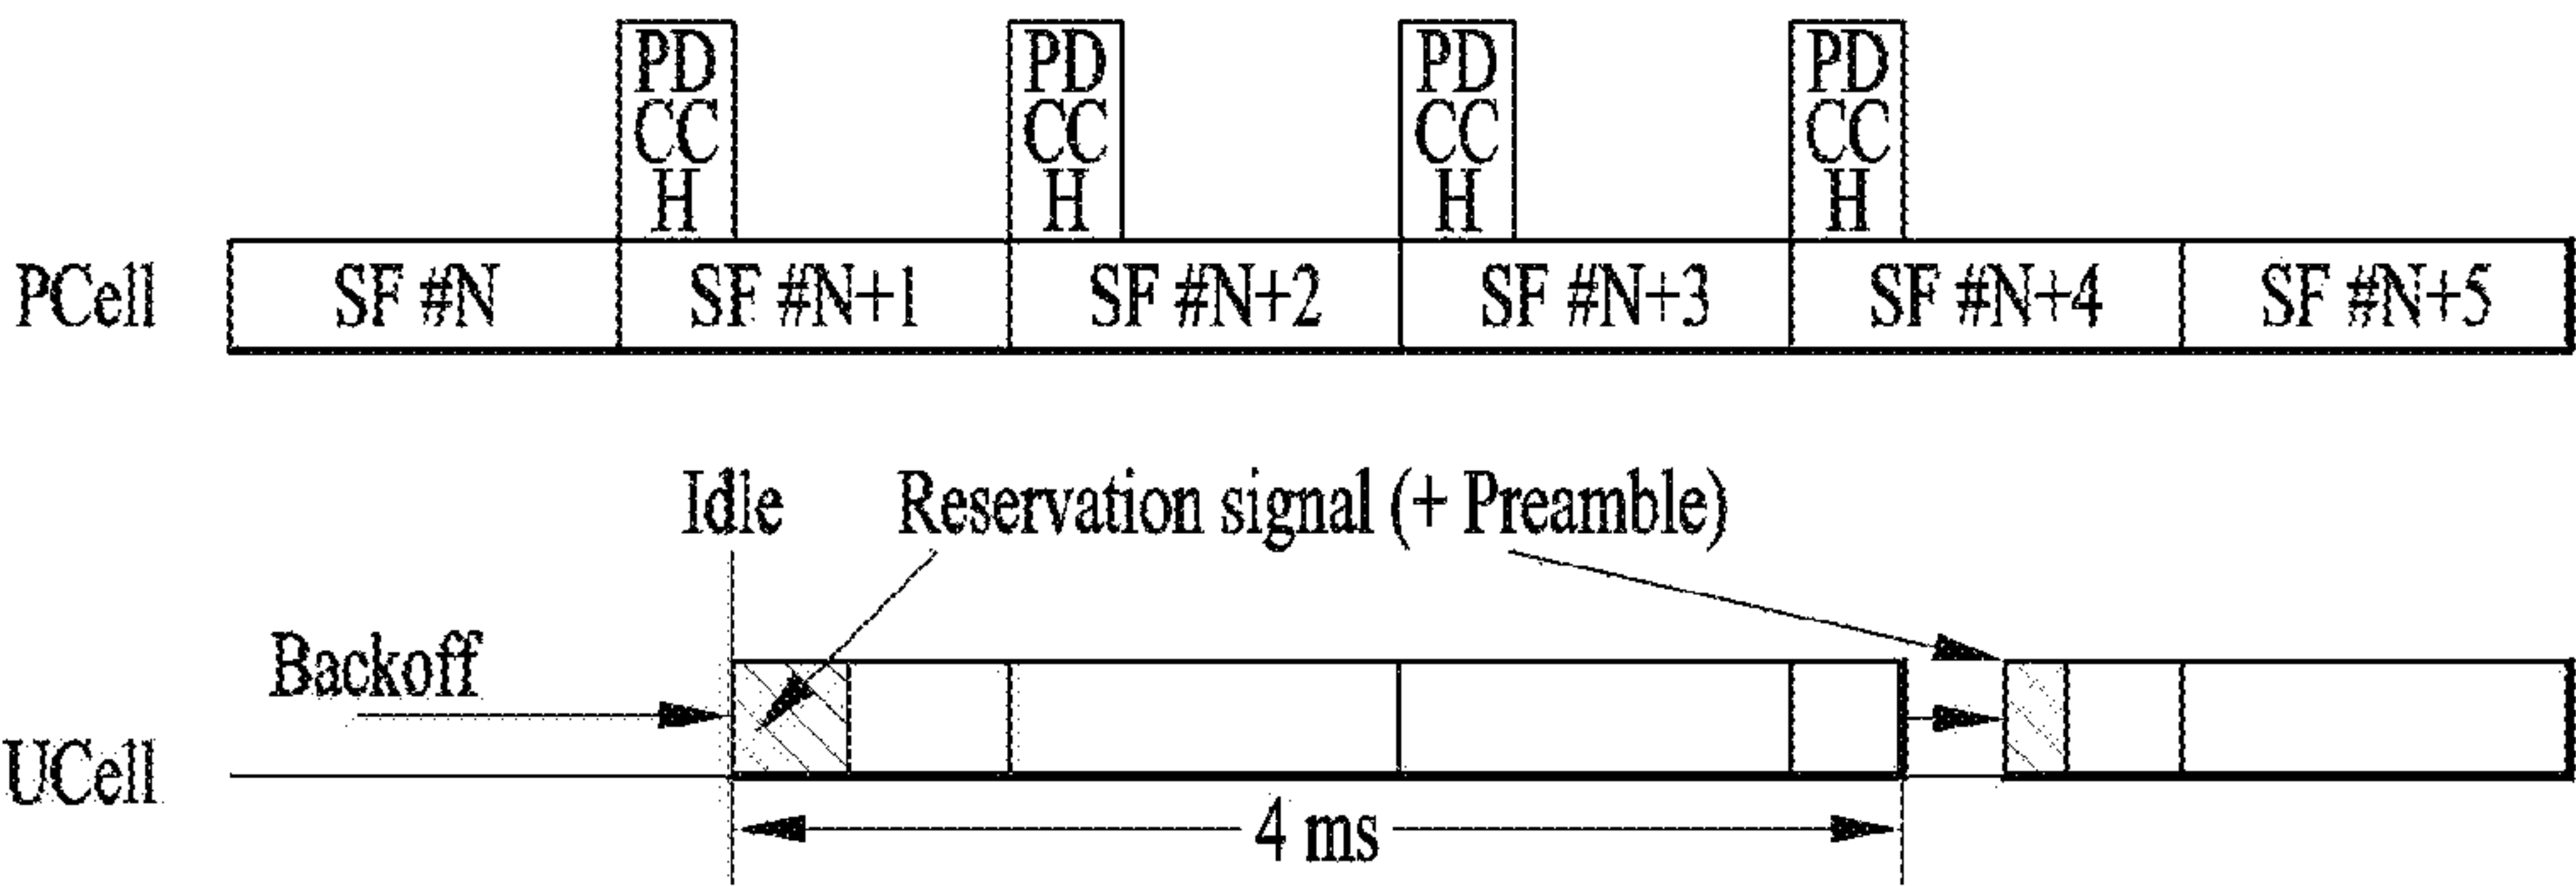 PD
CC
H
PD
CC
H
PD
CC
H
PD
CC
H
PCell
SF #N
SF #N+1
SF #N+2
SF #N+3
SF #N+4
SF #N+5
Idle
Reservation signal (+ Preamble)
Backoff
UCell
4 ms